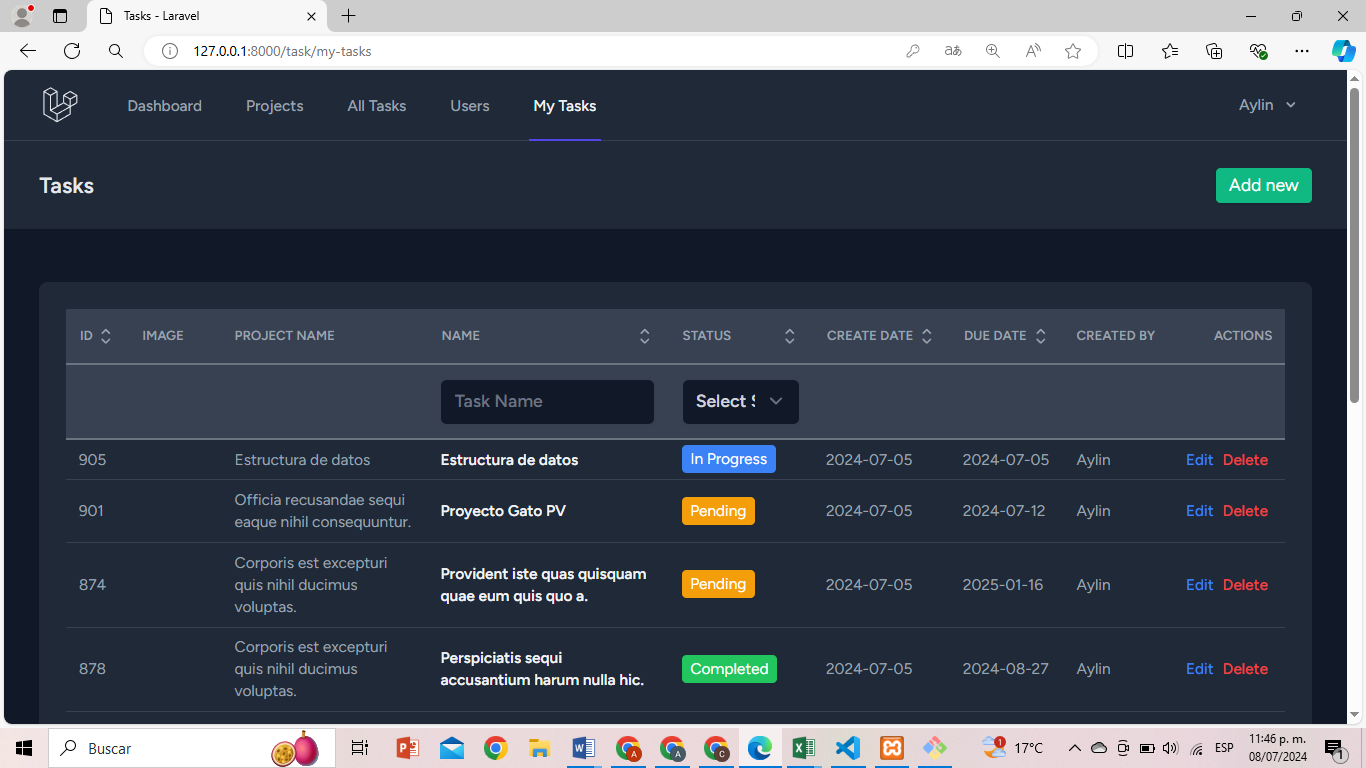 Tasks - Laravel
127.0.0.1:8000/task/my-tasks
Dashboard Projects All Tasks Users My Tasks Aylin
Tasks Add new
ID IMAGE PROJECT NAME NAME STATUS CREATE DATE DUE DATE CREATED BY ACTIONS
Task Name Select S
905 Estructura de datos Estructura de datos In Progress 2024-07-05 2024-07-05 Aylin Edit Delete
901 Officia recusandae sequi eaque nihil consequuntur. Proyecto Gato PV Pending 2024-07-05 2024-07-12 Aylin Edit Delete
874 Corporis est excepturi quis nihil ducimus voluptas. Provident iste quas quisquam quae eum quis quo a. Pending 2024-07-05 2025-01-16 Aylin Edit Delete
878 Corporis est excepturi quis nihil ducimus voluptas. Perspiciatis sequi accusantium harum nulla hic. Completed 2024-07-05 2024-08-27 Aylin Edit Delete
Buscar 17°C ESP 11:46 p. m.
08/07/2024